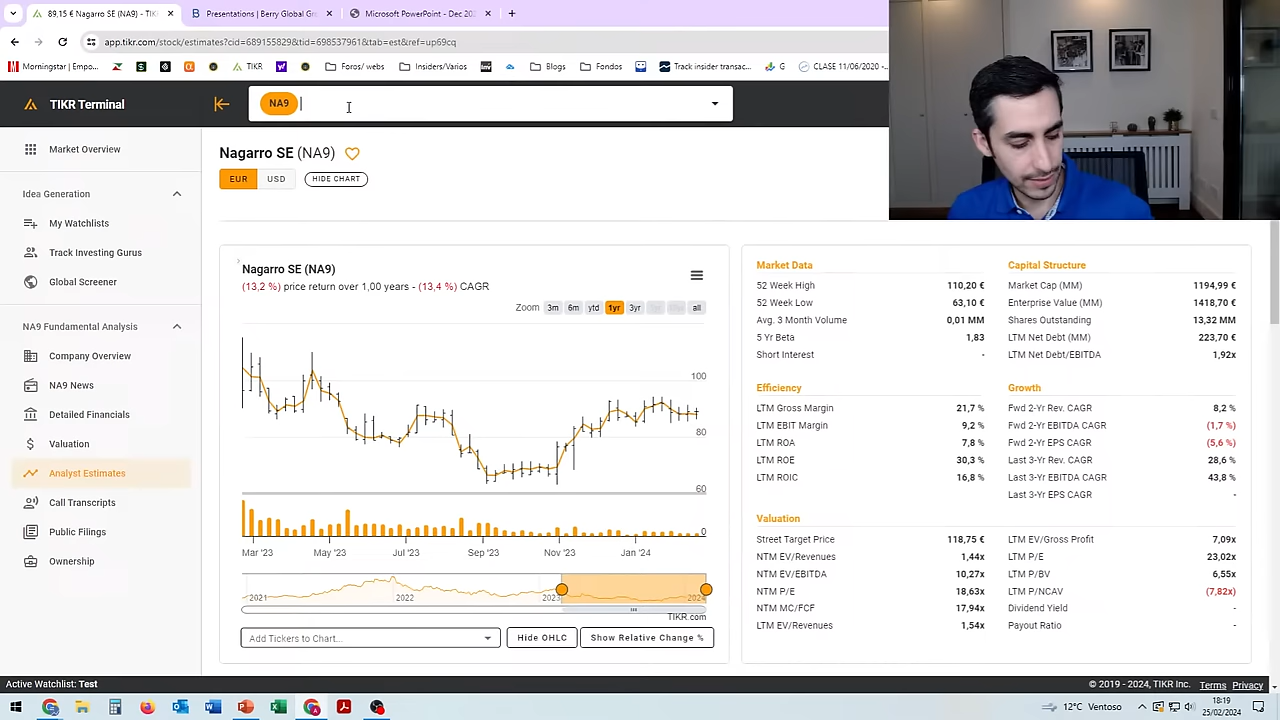 89,15 € Nagarro SE (NA9) - TIK
Presentations | Berry Global Gr
Microsoft PowerPoint - Dec 202
app.tikr.com/stock/estimates?cid=689155829&tid=698537961&tab=est&ref=up69cq
Morningstar | Empo...
TIKR
Foros/ webs
Insiders/Varios
Blogs
Fondos
Track insider transac...
G
CLASE 11/06/2020 -...
TIKR Terminal
NA9
Market Overview
Idea Generation
My Watchlists
Track Investing Gurus
Global Screener
NA9 Fundamental Analysis
Company Overview
NA9 News
Detailed Financials
Valuation
Analyst Estimates
Call Transcripts
Public Filings
Ownership
Nagarro SE (NA9)
EUR USD HIDE CHART
Nagarro SE (NA9)
(13,2 %) price return over 1,00 years - (13,4 %) CAGR
Zoom 3m 6m ytd 1yr 3yr all
100
80
60
0
Mar '23 May '23 Jul '23 Sep '23 Nov '23 Jan '24
2021 2022 2023 2024
TIKR.com
Add Tickers to Chart...
Hide OHLC
Show Relative Change %
Market Data
52 Week High 110,20 €
52 Week Low 63,10 €
Avg. 3 Month Volume 0,01 MM
5 Yr Beta 1,83
Short Interest -
Efficiency
LTM Gross Margin 21,7 %
LTM EBIT Margin 9,2 %
LTM ROA 7,8 %
LTM ROE 30,3 %
LTM ROIC 16,8 %
Valuation
Street Target Price 118,75 €
NTM EV/Revenues 1,44x
NTM EV/EBITDA 10,27x
NTM P/E 18,63x
NTM MC/FCF 17,94x
LTM EV/Revenues 1,54x
Capital Structure
Market Cap (MM) 1194,99 €
Enterprise Value (MM) 1418,70 €
Shares Outstanding 13,32 MM
LTM Net Debt (MM) 223,70 €
LTM Net Debt/EBITDA 1,92x
Growth
Fwd 2-Yr Rev. CAGR 8,2 %
Fwd 2-Yr EBITDA CAGR (1,7 %)
Fwd 2-Yr EPS CAGR (5,6 %)
Last 3-Yr Rev. CAGR 28,6 %
Last 3-Yr EBITDA CAGR 43,8 %
Last 3-Yr EPS CAGR -
LTM EV/Gross Profit 7,09x
LTM P/E 23,02x
LTM P/BV 6,55x
LTM P/NCAV (7,82x)
Dividend Yield -
Payout Ratio -
Active Watchlist: Test
© 2019 - 2024, TIKR Inc. Terms Privacy
12°C Ventoso
18:19
25/02/2024